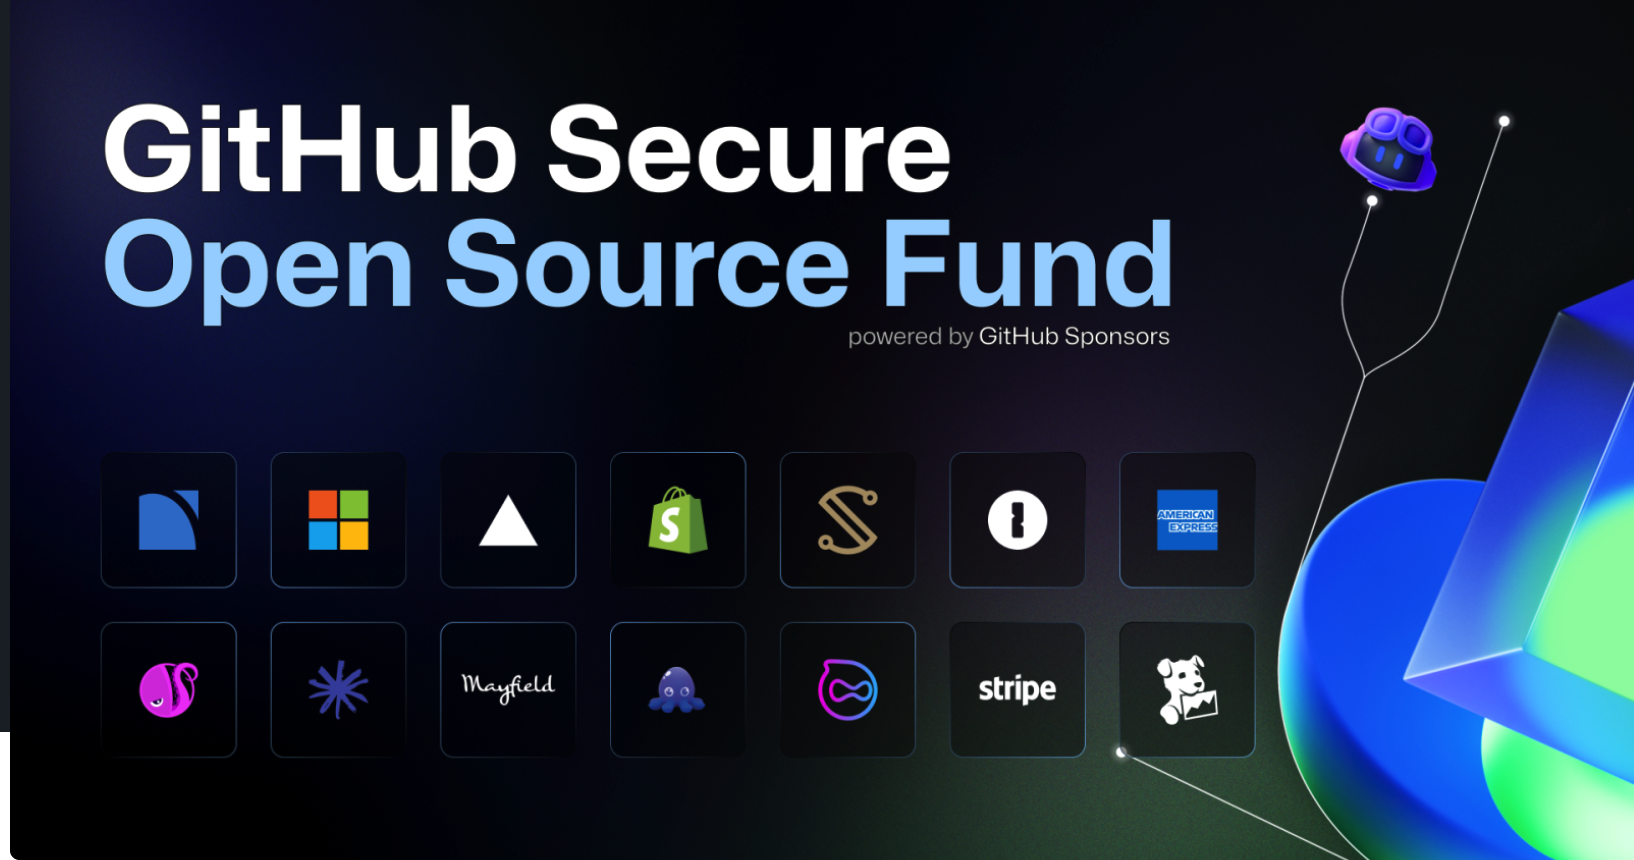 GitHub Secure
Open Source Fund
powered by GitHub Sponsors
S
AMERICAN
EXPRESS
Mayfield
stripe